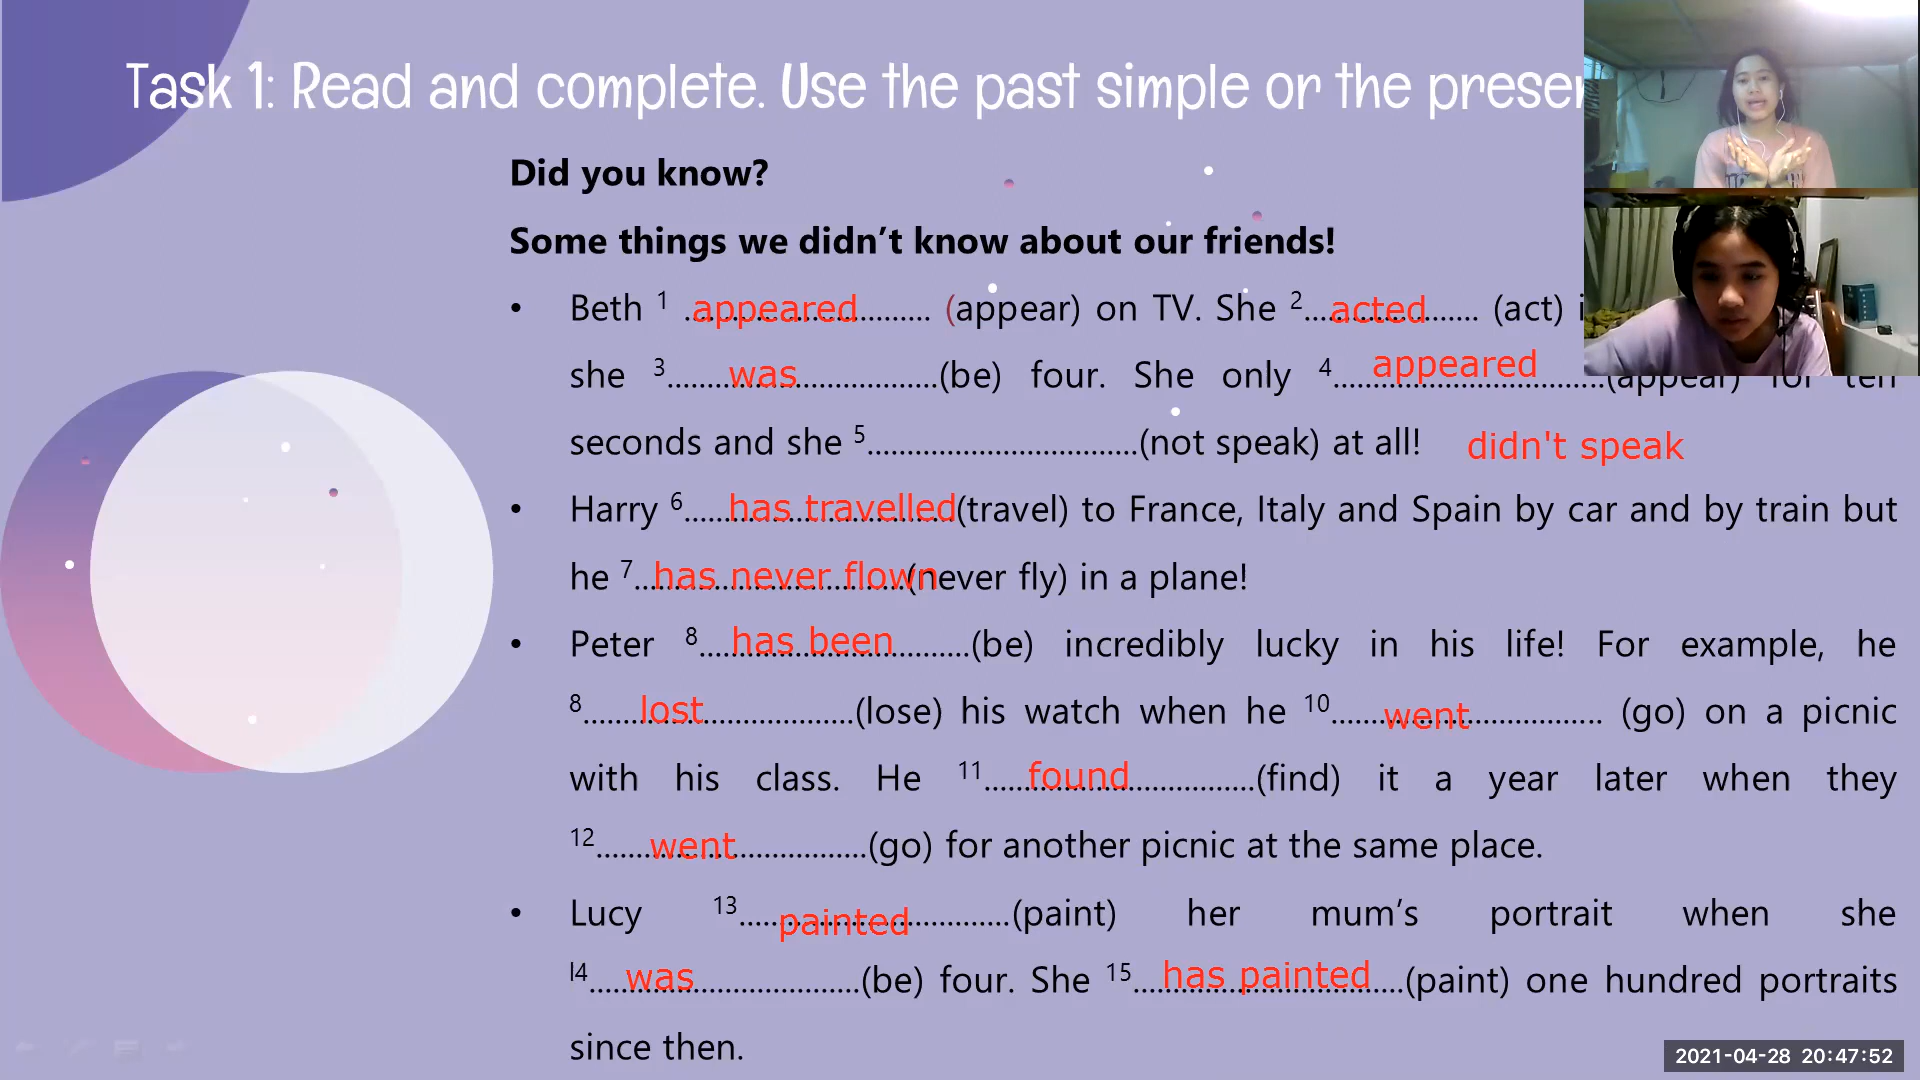 Task 1: Read and complete. Use the past simple or the
Did you know?
Some things we didn’t know about our friends!
• Beth ¹ ..appeared........ (appear) on TV. She ²...acted...... (act)
she ³......was...............(be) four. She only ⁴....appeared......(appear) for ten
seconds and she ⁵..................................(not speak) at all! didn't speak
• Harry ⁶.....has travelled(travel) to France, Italy and Spain by car and by train but
he ⁷..has never flown(never fly) in a plane!
• Peter ⁸....has been.........(be) incredibly lucky in his life! For example, he
⁸.......lost...................(lose) his watch when he ¹⁰......went................ (go) on a picnic
with his class. He ¹¹.....found...............(find) it a year later when they
¹²......went................(go) for another picnic at the same place.
• Lucy ¹³.....painted............(paint) her mum’s portrait when she
l⁴....was.....................(be) four. She ¹⁵...has painted....(paint) one hundred portraits
since then.
2021-04-28 20:47:52